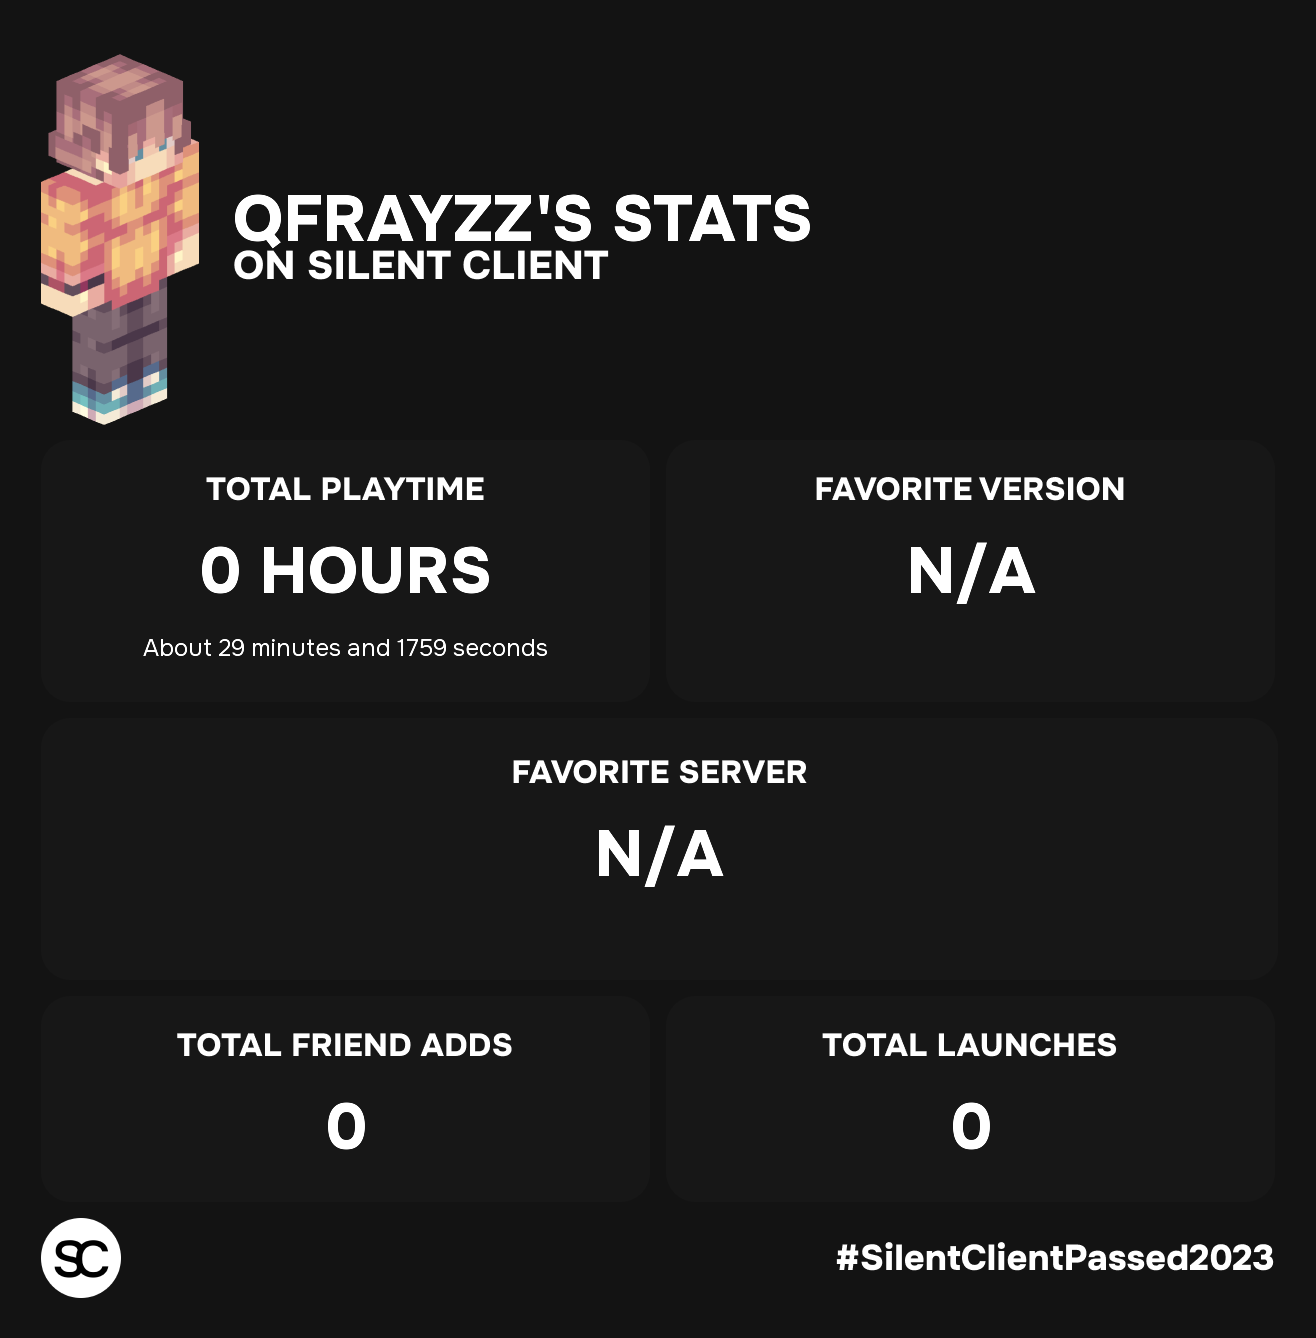 QFRAYZZ'S STATS
ON SILENT CLIENT
TOTAL PLAYTIME
0 HOURS
About 29 minutes and 1759 seconds
FAVORITE VERSION
N/A
FAVORITE SERVER
N/A
TOTAL FRIEND ADDS
0
TOTAL LAUNCHES
0
SC
#SilentClientPassed2023